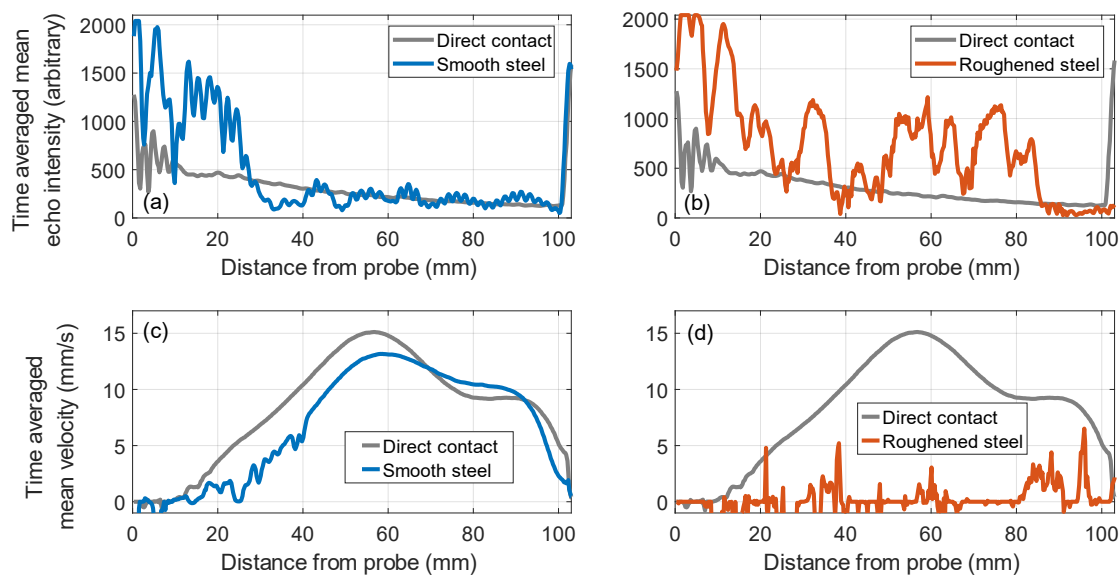 Time averaged mean
echo intensity (arbitrary)
2000
1500
1000
500
0
Direct contact
Smooth steel
(a)
0 20 40 60 80 100
Distance from probe (mm)
2000
1500
1000
500
0
Direct contact
Roughened steel
(b)
0 20 40 60 80 100
Distance from probe (mm)
Time averaged
mean velocity (mm/s)
15
10
5
0
(c)
Direct contact
Smooth steel
0 20 40 60 80 100
Distance from probe (mm)
15
10
5
0
(d)
Direct contact
Roughened steel
0 20 40 60 80 100
Distance from probe (mm)